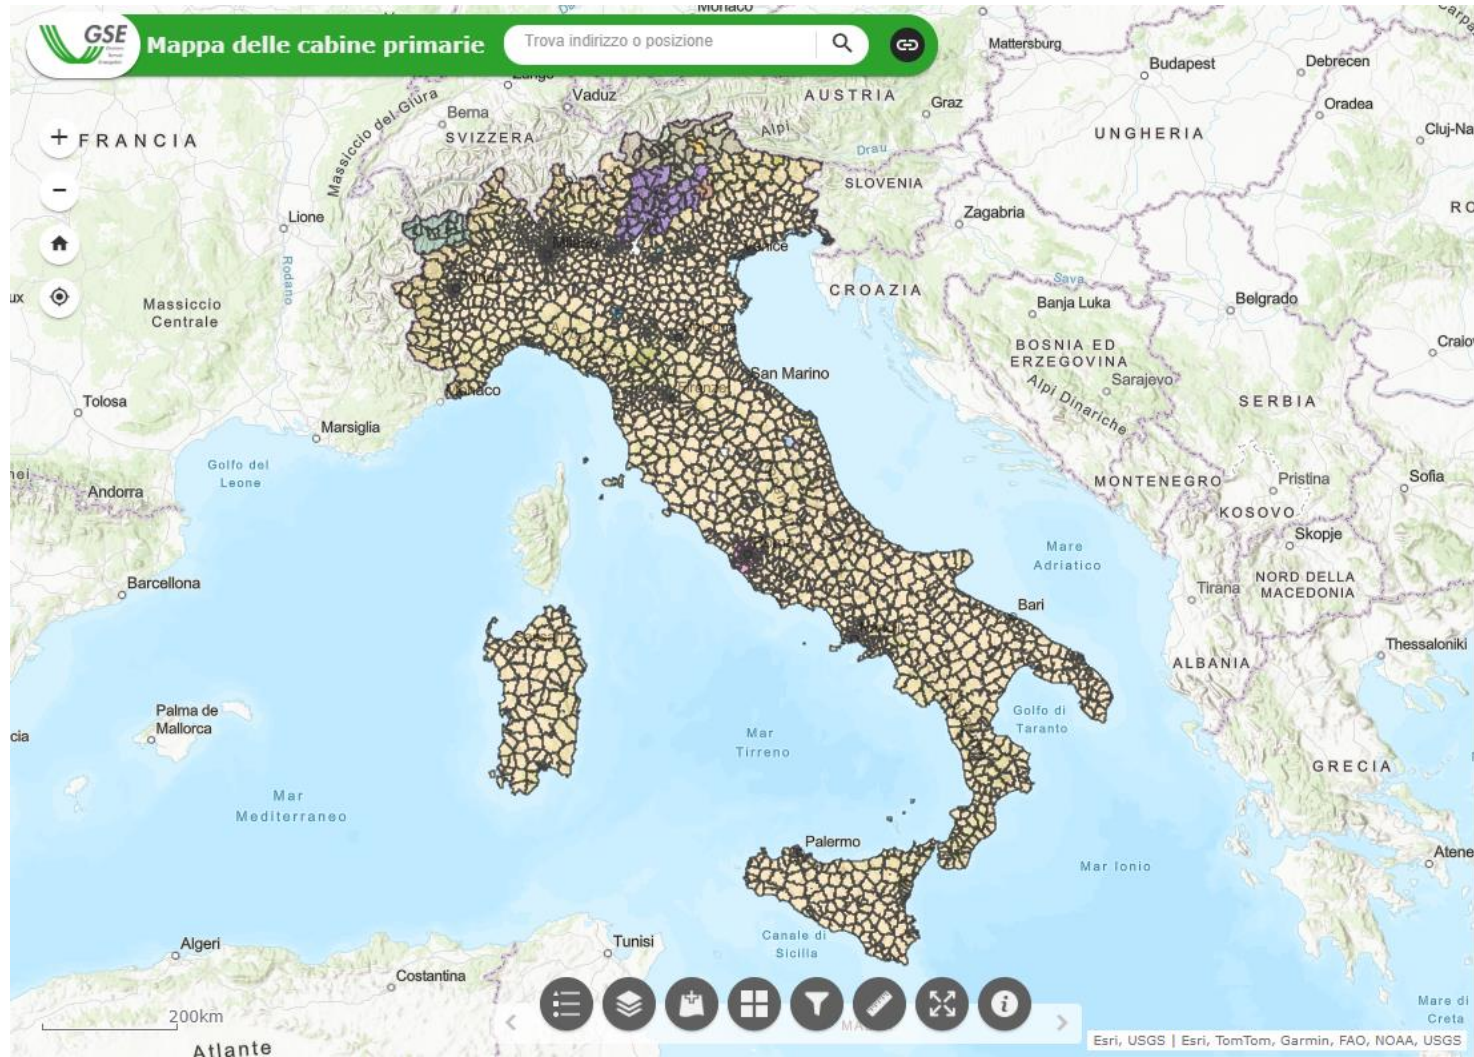 Monaco
GSE
Mappa delle cabine primarie
Trova indirizzo o posizione
Mattersburg
Budapest
Debrecen
Vaduz
AUSTRIA
Graz
Oradea
Massiccio del Giura
Berna
SVIZZERA
Alpi
Drau
UNGHERIA
Cluj-Na
FRANCIA
SLOVENIA
Lione
Zagabria
RO
Rodano
CROAZIA
Sava
Banja Luka
Belgrado
ux
Massiccio
Centrale
BOSNIA ED
ERZEGOVINA
Craio
San Marino
Sarajevo
Alpi Dinariche
SERBIA
Tolosa
Marsiglia
Golfo del
Leone
nei
Andorra
MONTENEGRO
Pristina
Sofia
KOSOVO
Skopje
Mare
Adriatico
Barcellona
Tirana
NORD DELLA
MACEDONIA
Bari
Thessaloniki
ALBANIA
Palma de
Mallorca
Golfo di
Taranto
cia
Mar
Tirreno
GRECIA
Mar
Mediterraneo
Palermo
Atene
Mar Ionio
Algeri
Tunisi
Canale di
Sicilia
Costantina
200km
Mare di
Creta
Atlante
Esri, USGS | Esri, TomTom, Garmin, FAO, NOAA, USGS